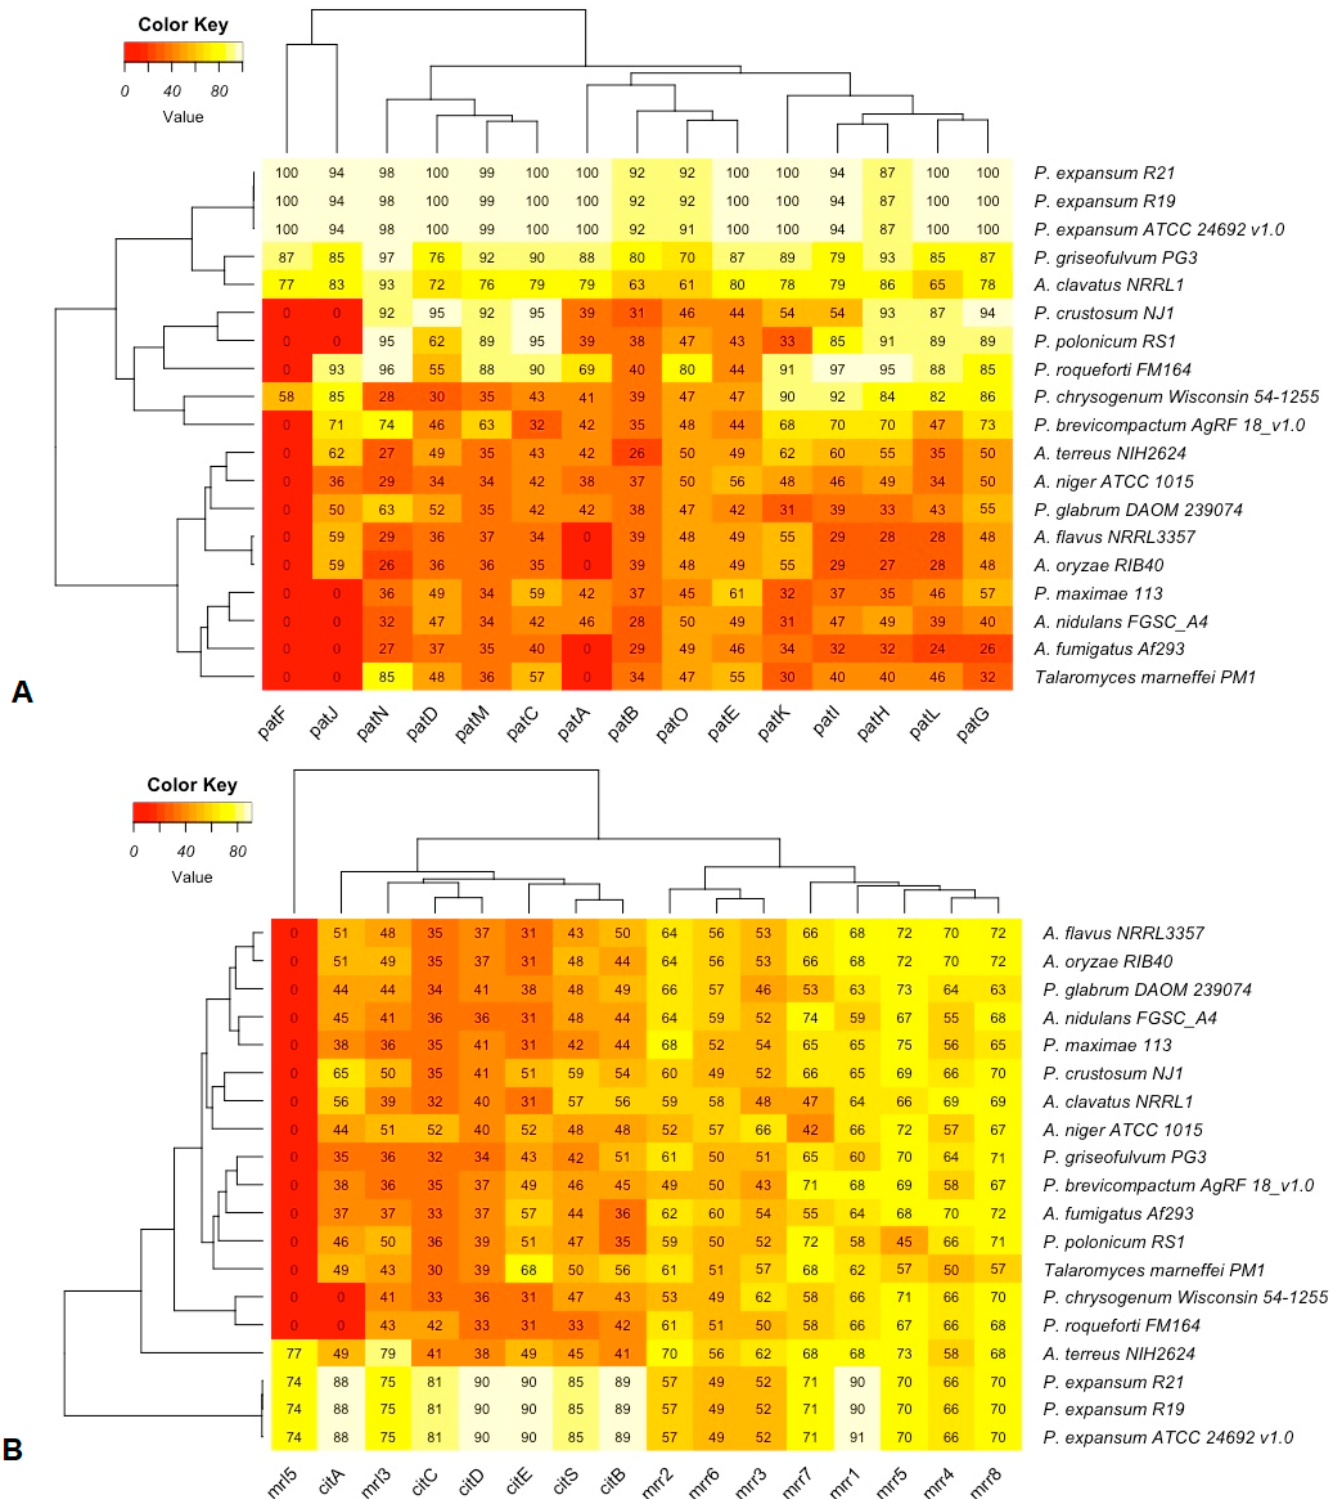 Color Key
0 40 80
Value
100 94 98 100 99 100 100 92 92 100 100 94 87 100 100 P. expansum R21
100 94 98 100 99 100 100 92 92 100 100 94 87 100 100 P. expansum R19
100 94 98 100 99 100 100 92 91 100 100 94 87 100 100 P. expansum ATCC 24692 v1.0
87 85 97 76 92 90 88 80 70 87 89 79 93 85 87 P. griseofulvum PG3
77 83 93 72 76 79 79 63 61 80 78 79 86 65 78 A. clavatus NRRL1
0 0 92 95 92 95 39 31 46 44 54 54 93 87 94 P. crustosum NJ1
0 0 95 62 89 95 39 38 47 43 33 85 91 89 89 P. polonicum RS1
0 93 96 55 88 90 69 40 80 44 91 97 95 88 85 P. roqueforti FM164
58 85 28 30 35 43 41 39 47 47 90 92 84 82 86 P. chrysogenum Wisconsin 54-1255
0 71 74 46 63 32 42 35 48 44 68 70 70 47 73 P. brevicompactum AgRF 18_v1.0
0 62 27 49 35 43 42 26 50 49 62 60 55 35 50 A. terreus NIH2624
0 36 29 34 34 42 38 37 50 56 48 46 49 34 50 A. niger ATCC 1015
0 50 63 52 35 42 42 38 47 42 31 39 33 43 55 P. glabrum DAOM 239074
0 59 29 36 37 34 0 39 48 49 55 29 28 28 48 A. flavus NRRL3357
0 59 26 36 36 35 0 39 48 49 55 29 27 28 48 A. oryzae RIB40
0 0 36 49 34 59 42 37 45 61 32 37 35 46 57 P. maximae 113
0 0 32 47 34 42 46 28 50 49 31 47 49 39 40 A. nidulans FGSC_A4
0 0 27 37 35 40 0 29 49 46 34 32 32 24 26 A. fumigatus Af293
0 0 85 48 36 57 0 34 47 55 30 40 40 46 32 Talaromyces marneffei PM1
A
patF patJ patN patD patM patC patA patB patO patE patK patI patH patL patG
Color Key
0 40 80
Value
0 51 48 35 37 31 43 50 64 56 53 66 68 72 70 72 A. flavus NRRL3357
0 51 49 35 37 31 48 44 64 56 53 66 68 72 70 72 A. oryzae RIB40
0 44 44 34 41 38 48 49 66 57 46 53 63 73 64 63 P. glabrum DAOM 239074
0 45 41 36 36 31 48 44 64 59 52 74 59 67 55 68 A. nidulans FGSC_A4
0 38 36 35 41 31 42 44 68 52 54 65 65 75 56 65 P. maximae 113
0 65 50 35 41 51 59 54 60 49 52 66 65 69 66 70 P. crustosum NJ1
0 56 39 32 40 31 57 56 59 58 48 47 64 66 69 69 A. clavatus NRRL1
0 44 51 52 40 52 48 48 52 57 66 42 66 72 57 67 A. niger ATCC 1015
0 35 36 32 34 43 42 51 61 50 51 65 60 70 64 71 P. griseofulvum PG3
0 38 36 35 37 49 46 45 49 50 43 71 68 69 58 67 P. brevicompactum AgRF 18_v1.0
0 37 37 33 37 57 44 36 62 60 54 55 64 68 70 72 A. fumigatus Af293
0 46 50 36 39 51 47 35 59 50 52 72 58 45 66 71 P. polonicum RS1
0 49 43 30 39 68 50 56 61 51 57 68 62 57 50 57 Talaromyces marneffei PM1
0 0 41 33 36 31 47 43 53 49 62 58 66 71 66 70 P. chrysogenum Wisconsin 54-1255
0 0 43 42 33 31 33 42 61 51 50 58 66 67 66 68 P. roqueforti FM164
77 49 79 41 38 49 45 41 70 56 62 68 68 73 58 68 A. terreus NIH2624
74 88 75 81 90 90 85 89 57 49 52 71 90 70 66 70 P. expansum R21
74 88 75 81 90 90 85 89 57 49 52 71 90 70 66 70 P. expansum R19
74 88 75 81 90 90 85 89 57 49 52 71 91 70 66 70 P. expansum ATCC 24692 v1.0
B
mrl5 citA mrl3 citC citD citE citS citB mrr2 mrr6 mrr3 mrr7 mrr1 mrr5 mrr4 mrr8